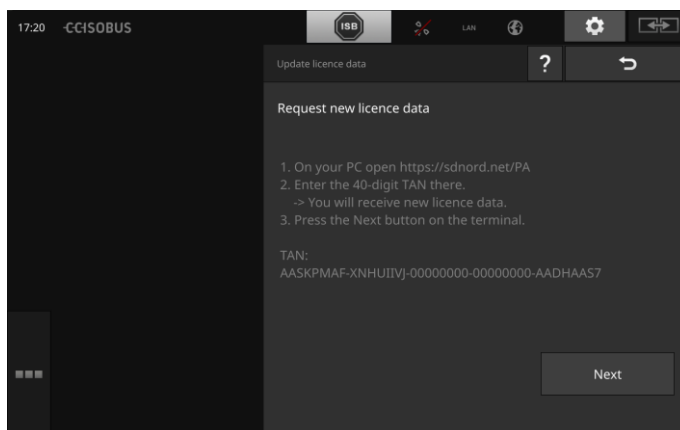 17:20 CCISOBUS ISB LAN
Update licence data ?
Request new licence data
1. On your PC open https://sdnord.net/PA
2. Enter the 40-digit TAN there.
-> You will receive new licence data.
3. Press the Next button on the terminal.
TAN:
AASKPMAF-XNHUIIVJ-00000000-00000000-AADHAAS7
Next